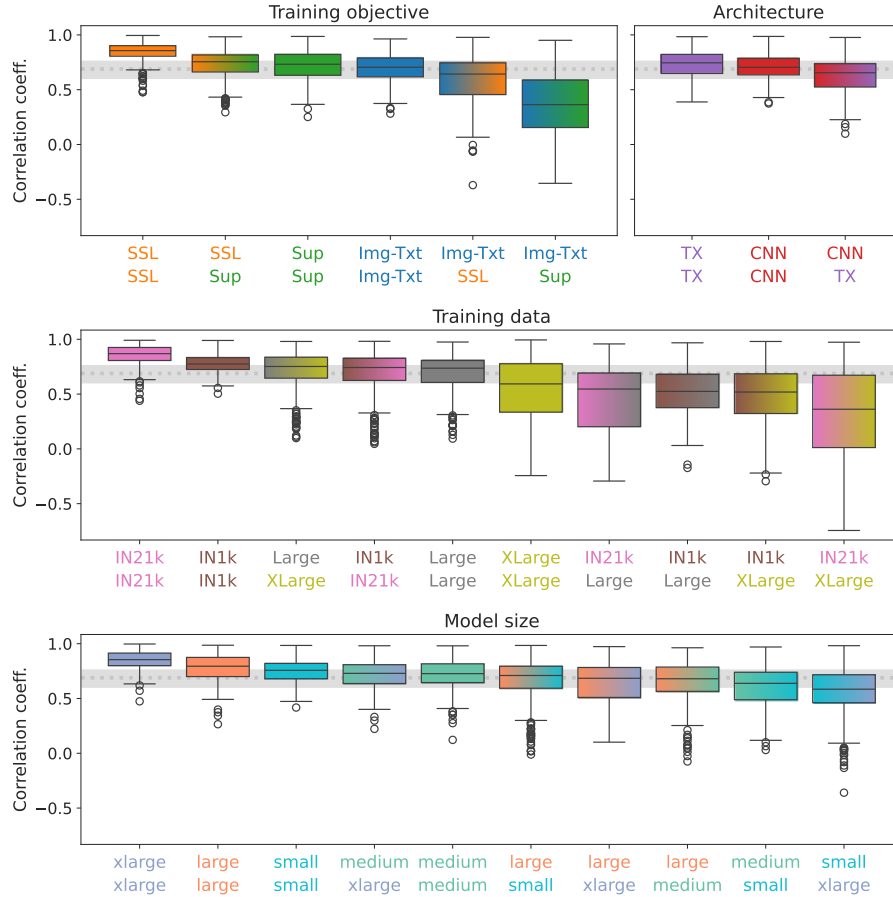 Training objective
Architecture
Correlation coeff.
1.0
0.5
0.0
−0.5
SSL SSL Sup Img-Txt Img-Txt Img-Txt
SSL Sup Sup Img-Txt SSL Sup
TX CNN CNN
TX CNN TX
Training data
Correlation coeff.
1.0
0.5
0.0
−0.5
IN21k IN1k Large IN1k Large XLarge IN21k IN1k IN1k IN21k
IN21k IN1k XLarge IN21k Large XLarge Large Large XLarge XLarge
Model size
Correlation coeff.
1.0
0.5
0.0
−0.5
xlarge large small medium medium large large large medium small
xlarge large small xlarge medium small xlarge medium small xlarge